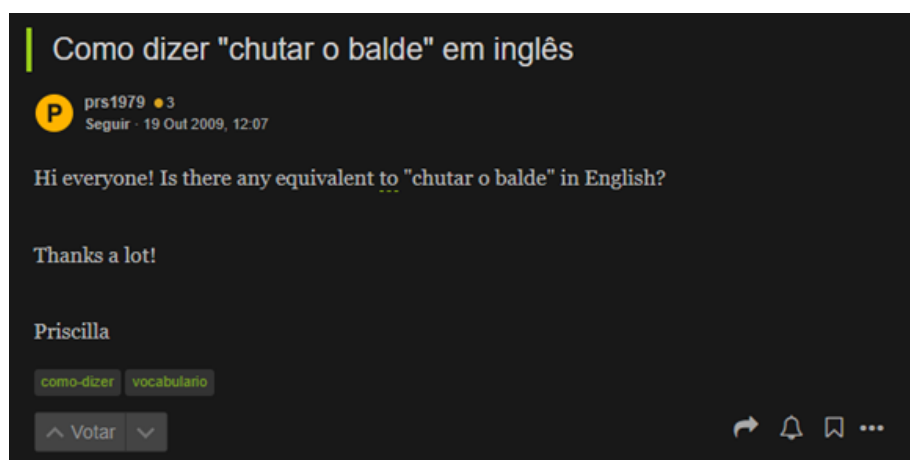 Como dizer "chutar o balde" em inglês
P
prs1979 ●3
Seguir · 19 Out 2009, 12:07
Hi everyone! Is there any equivalent to "chutar o balde" in English?
Thanks a lot!
Priscilla
como-dizer vocabulario
Votar